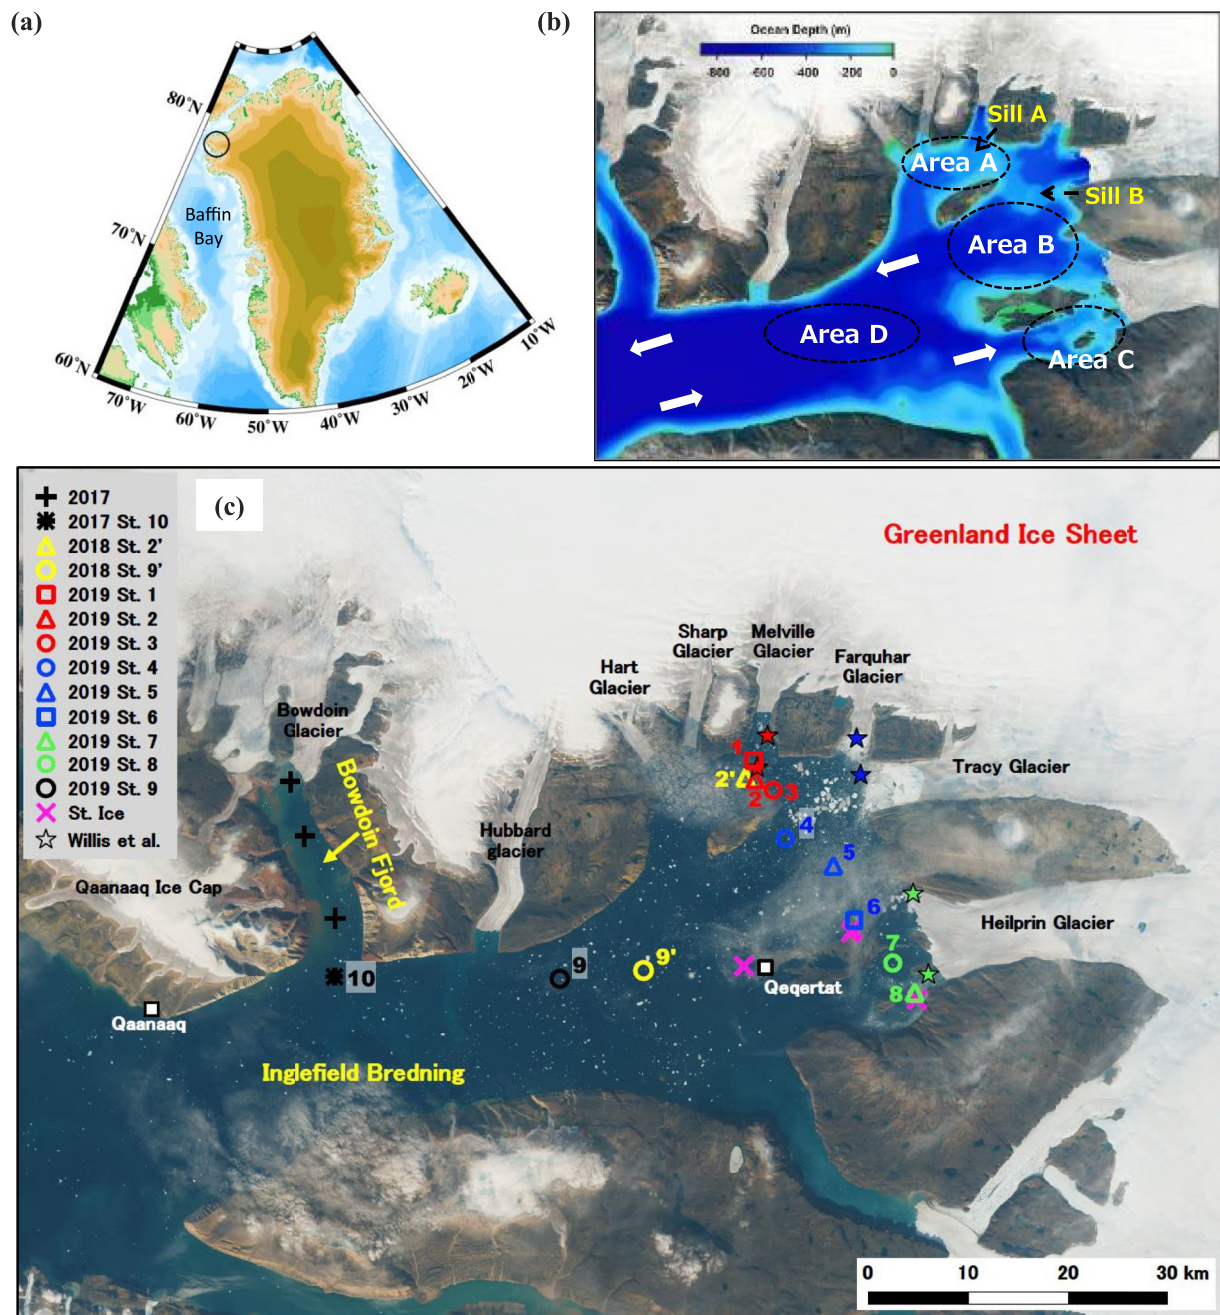 (a)
80°N
70°N
60°N
Baffin
Bay
70°W
60°W
50°W
40°W
30°W
20°W
10°W
(b)
Ocean Depth (m)
-800
-600
-400
-200
0
Sill A
Area A
Sill B
Area B
Area D
Area C
(c)
2017
2017 St. 10
2018 St. 2'
2018 St. 9'
2019 St. 1
2019 St. 2
2019 St. 3
2019 St. 4
2019 St. 5
2019 St. 6
2019 St. 7
2019 St. 8
2019 St. 9
St. Ice
Willis et al.
Greenland Ice Sheet
Sharp
Glacier
Melville
Glacier
Farquhar
Glacier
Hart
Glacier
Bowdoin
Glacier
Tracy Glacier
Bowdoin Fjord
Hubbard
glacier
Qaanaaq Ice Cap
Heilprin Glacier
1
2'
2
3
4
5
6
7
8
9
9'
10
Qeqertat
Qaanaaq
Inglefield Bredning
0
10
20
30 km